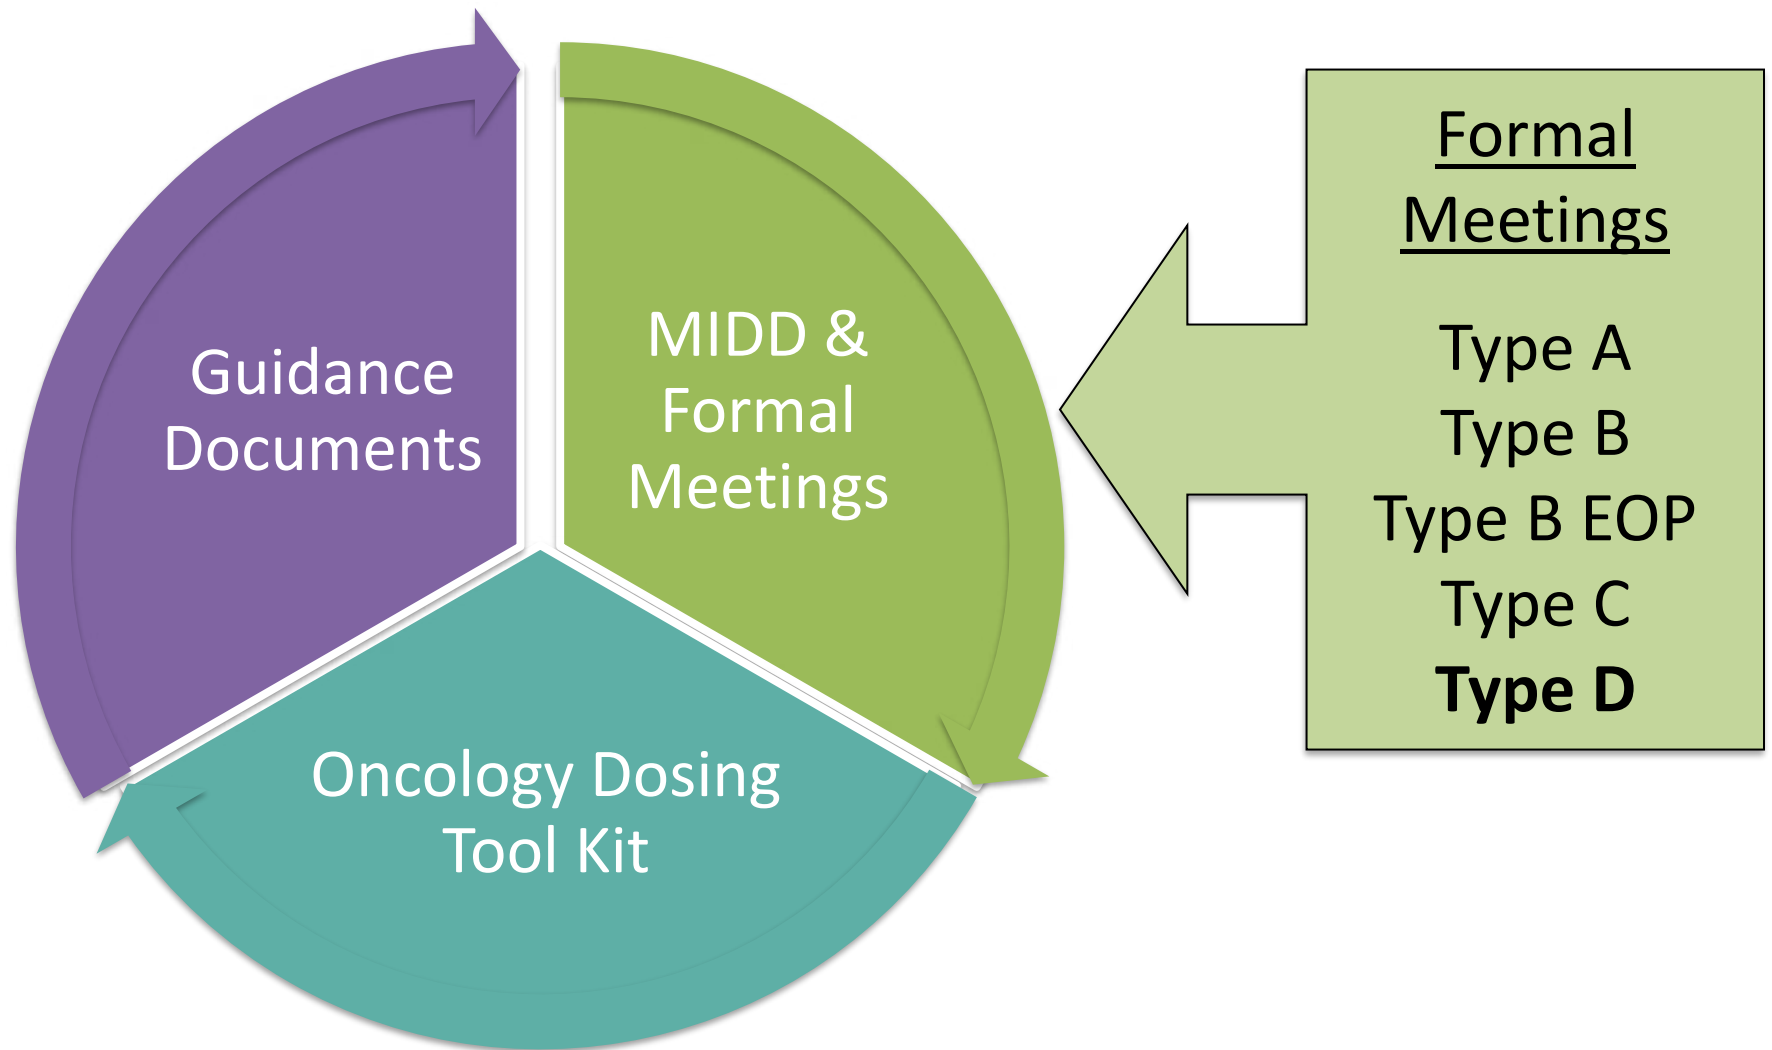 Guidance
Documents
MIDD &
Formal
Meetings
Oncology Dosing
Tool Kit
Formal
Meetings
Type A
Type B
Type B EOP
Type C
Type D